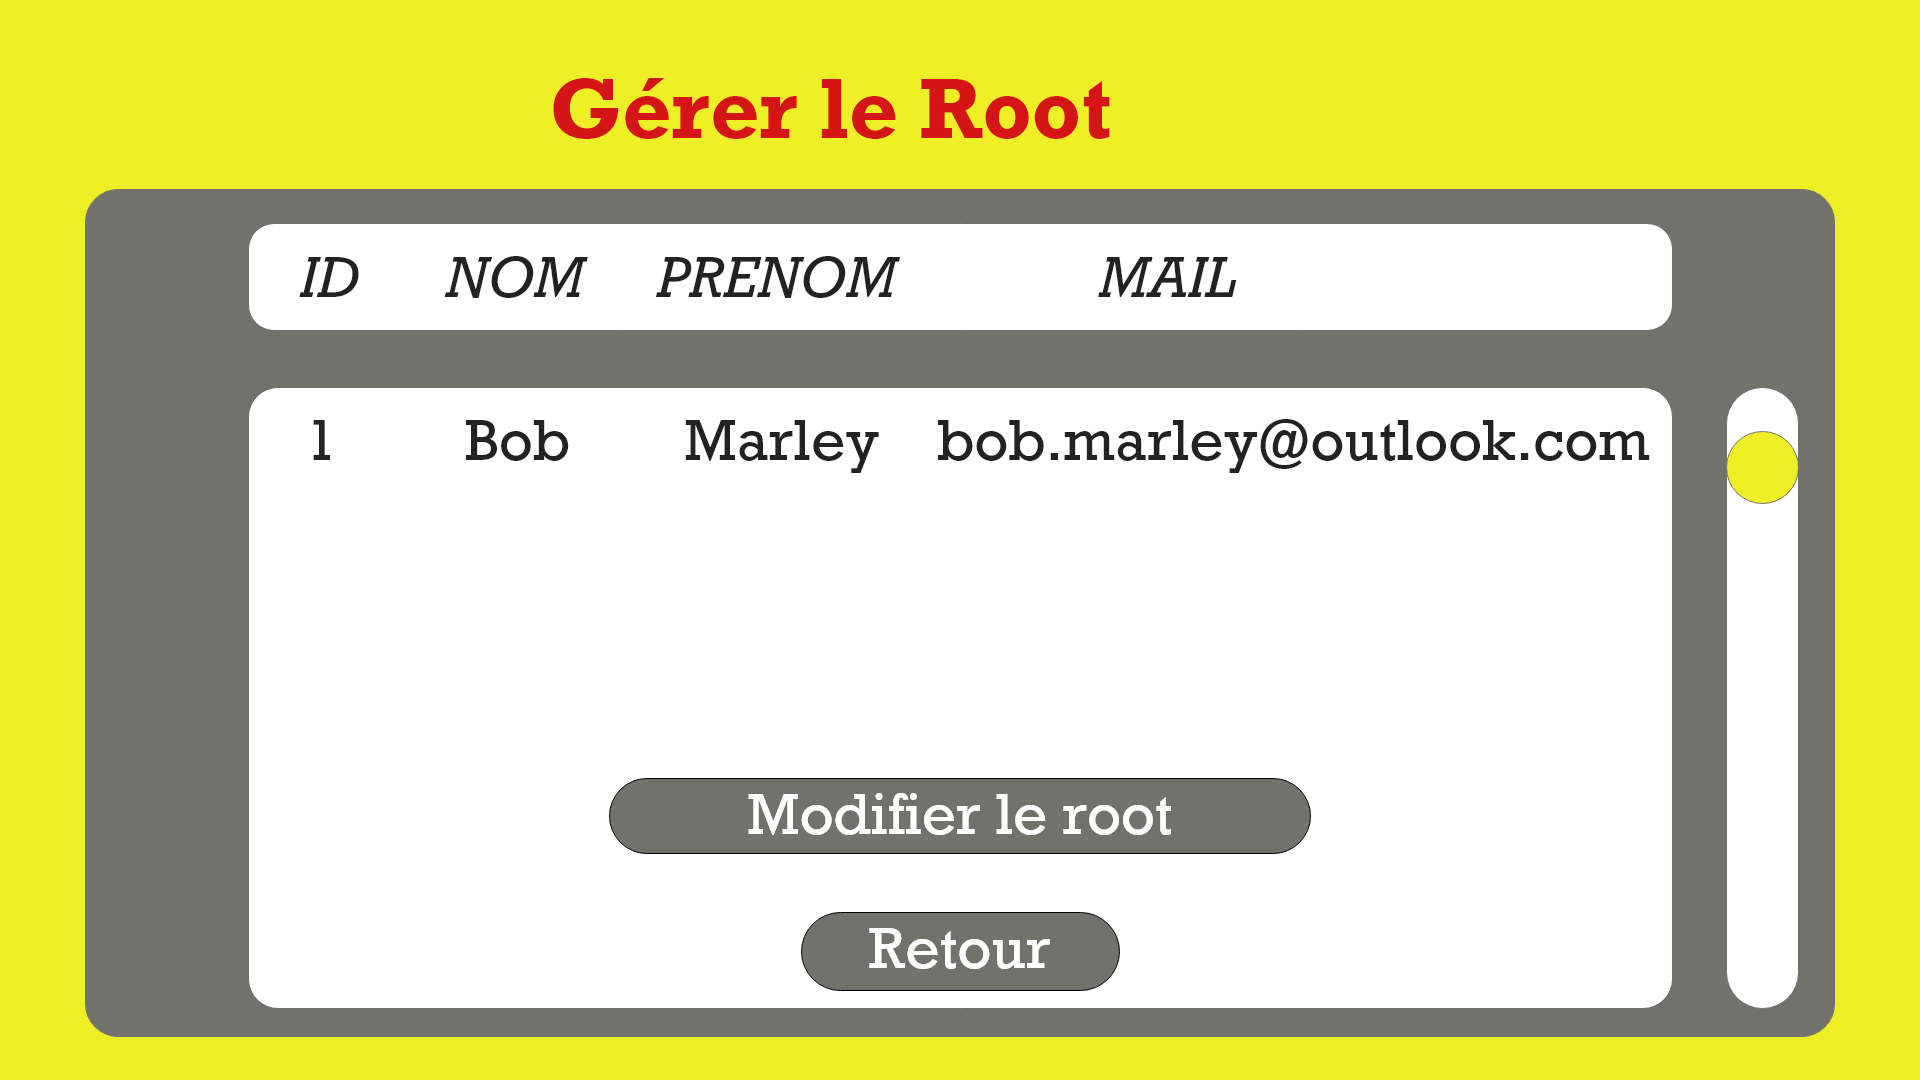 Gérer le Root
ID NOM PRENOM MAIL
1 Bob Marley bob.marley@outlook.com
Modifier le root
Retour